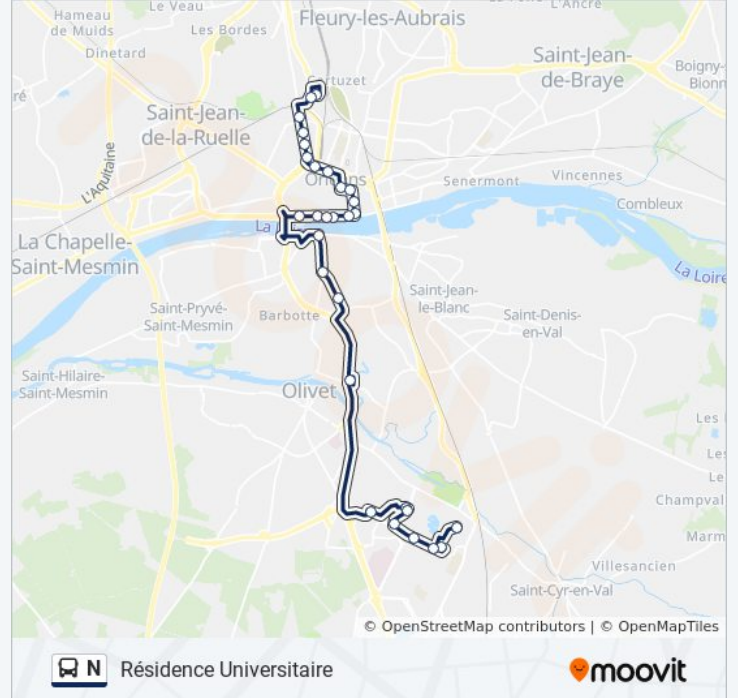 Hameau
de Muids
Le Veau
Les Bordes
Fleury-les-Aubrais
L'Ancre
Dinetard
Saint-Jean-
de-Braye
Boigny-
Bionn
rtuzet
ré
Saint-Jean-
de-la-Ruelle
L'Aquitaine
Orléans
Senermont
Vincennes
Combleux
La
La Chapelle-
Saint-Mesmin
La Loire
Saint-Jean-
le-Blanc
Saint-Pryvé-
Saint-Mesmin
Barbotte
Saint-Denis-
en-Val
Saint-Hilaire-
Saint-Mesmin
Olivet
Les
Les
Le
Champval
Marm
Villesancien
Saint-Cyr-en-Val
© OpenStreetMap contributors | © OpenMapTiles
N Résidence Universitaire
moovit